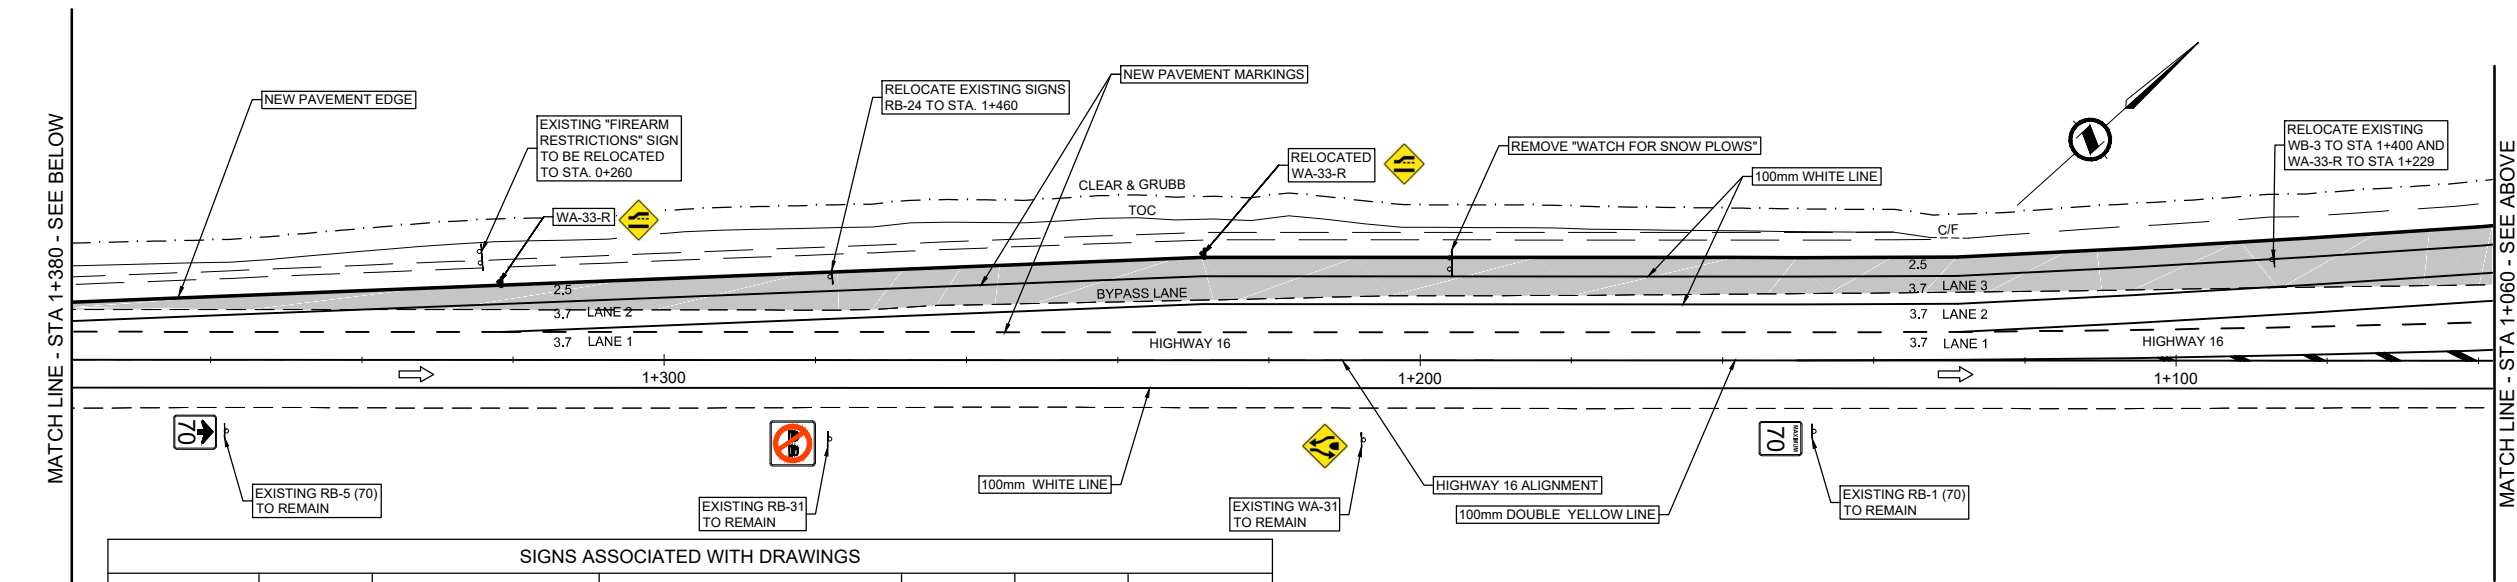 MATCH LINE - STA 1+380 - SEE BELOW
NEW PAVEMENT EDGE
EXISTING "FIREARM
RESTRICTIONS" SIGN
TO BE RELOCATED
TO STA. 0+260
WA-33-R
RELOCATE EXISTING SIGNS
RB-24 TO STA. 1+460
NEW PAVEMENT MARKINGS
CLEAR & GRUBB
TOC
RELOCATED
WA-33-R
REMOVE "WATCH FOR SNOW PLOWS"
100mm WHITE LINE
C/F
RELOCATE EXISTING
WB-3 TO STA 1+400 AND
WA-33-R TO STA 1+229
MATCH LINE - STA 1+060 - SEE ABOVE
2.5
3.7 LANE 2
3.7 LANE 1
BYPASS LANE
HIGHWAY 16
2.5
3.7 LANE 3
3.7 LANE 2
3.7 LANE 1
HIGHWAY 16
1+300
1+200
1+100
70
EXISTING RB-5 (70)
TO REMAIN
EXISTING RB-31
TO REMAIN
100mm WHITE LINE
EXISTING WA-31
TO REMAIN
HIGHWAY 16 ALIGNMENT
100mm DOUBLE YELLOW LINE
MAXIMUM
70
EXISTING RB-1 (70)
TO REMAIN
SIGNS ASSOCIATED WITH DRAWINGS